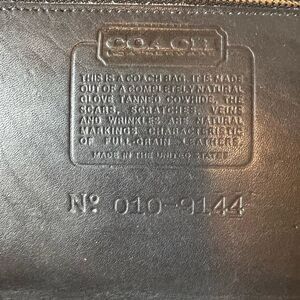 COACH
THIS IS A COACH BAG. IT IS MADE
OUT OF A COMPLETELY NATURAL
GLOVE TANNED COWHIDE, THE
SCARS, SCRATCHES, VEINS
AND WRINKLES ARE NATURAL
MARKINGS CHARACTERISTIC
OF FULL-GRAIN LEATHERS
MADE IN THE UNITED STATES
Nº 010-9144